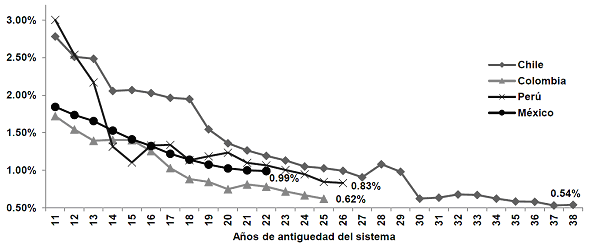 3.00%
2.50%
2.00%
1.50%
1.00%
0.50%
Chile
Colombia
Perú
México
0.99%
0.83%
0.62%
0.54%
11 12 13 14 15 16 17 18 19 20 21 22 23 24 25 26 27 28 29 30 31 32 33 34 35 36 37 38
Años de antiguedad del sistema